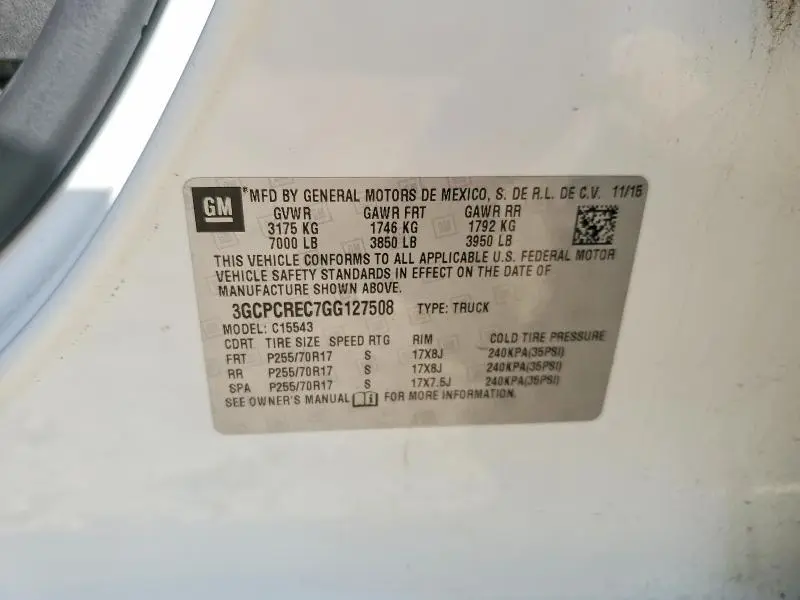 GM *MFD BY GENERAL MOTORS DE MEXICO, S. DE R.L. DE C.V. 11/15
GVWR GAWR FRT GAWR RR
3175 KG 1746 KG 1792 KG
7000 LB 3850 LB 3950 LB
THIS VEHICLE CONFORMS TO ALL APPLICABLE U.S. FEDERAL MOTOR
VEHICLE SAFETY STANDARDS IN EFFECT ON THE DATE OF
MANUFACTURE SHOWN ABOVE.
3GCPCREC7GG127508 TYPE: TRUCK
MODEL: C15543
CDRT TIRE SIZE SPEED RTG RIM COLD TIRE PRESSURE
FRT P255/70R17 S 17X8J 240KPA(35PSI)
RR P255/70R17 S 17X8J 240KPA(35PSI)
SPA P255/70R17 S 17X7.5J 240KPA(35PSI)
SEE OWNER'S MANUAL FOR MORE INFORMATION.